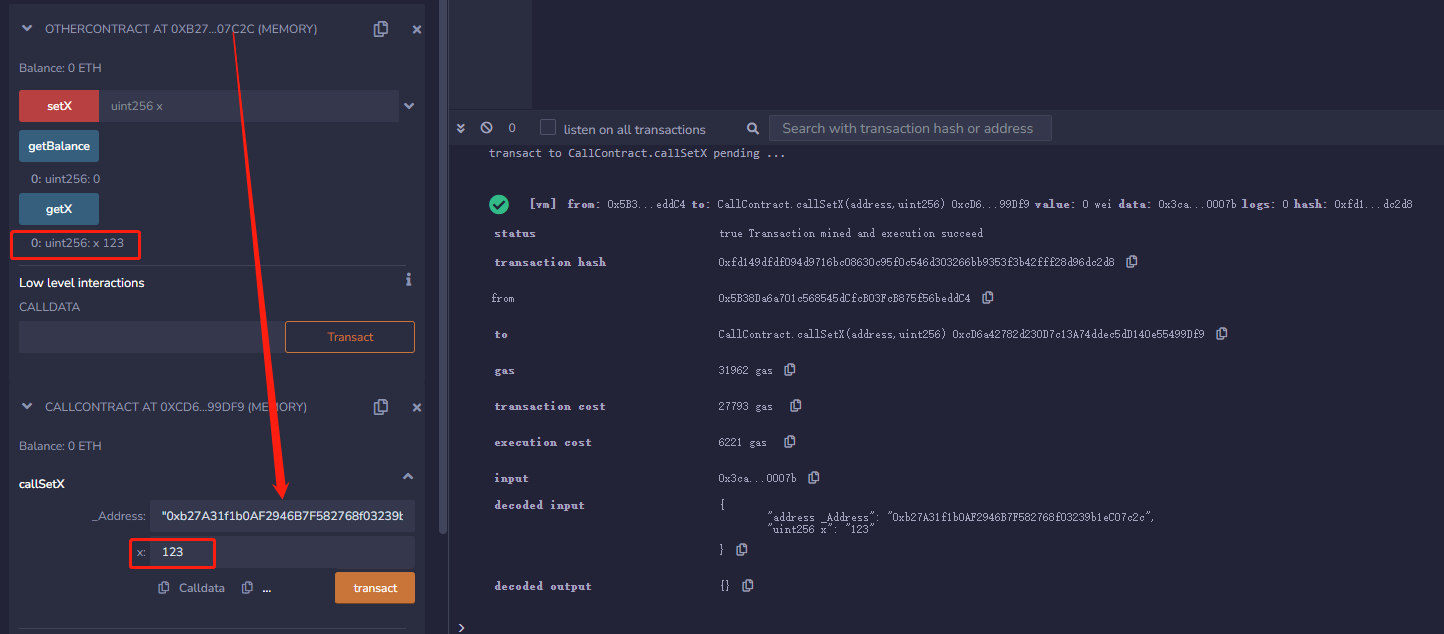 OTHERCONTRACT AT 0XB27...07C2C (MEMORY)
Balance: 0 ETH
setX uint256 x
getBalance
0: uint256: 0
getX
0: uint256: x 123
Low level interactions
CALLDATA
Transact
CALLCONTRACT AT 0XCD6...99DF9 (MEMORY)
Balance: 0 ETH
callSetX
_Address: "0xb27A31f1b0AF2946B7F582768f03239b
x: 123
Calldata ... transact
0 listen on all transactions Search with transaction hash or address
transact to CallContract.callSetX pending ...
[vm] from: 0x5B3...eddC4 to: CallContract.callSetX(address,uint256) 0xcD6...99Df9 value: 0 wei data: 0x3ca...0007b logs: 0 hash: 0xfd1...dc2d8
status true Transaction mined and execution succeed
transaction hash 0xfd149dfdf094d9716bc08630c95f0c546d303266bb9353f3b42fff28d96dc2d8
from 0x5B38Da6a701c568545dCfcB03FcB875f56beddC4
to CallContract.callSetX(address,uint256) 0xcD6a42782d230D7c13A74ddec5dD140e55499Df9
gas 31962 gas
transaction cost 27793 gas
execution cost 6221 gas
input 0x3ca...0007b
decoded input {
"address _Address": "0xb27A31f1b0AF2946B7F582768f03239b1eC07c2c",
"uint256 x": "123"
}
decoded output {}
>